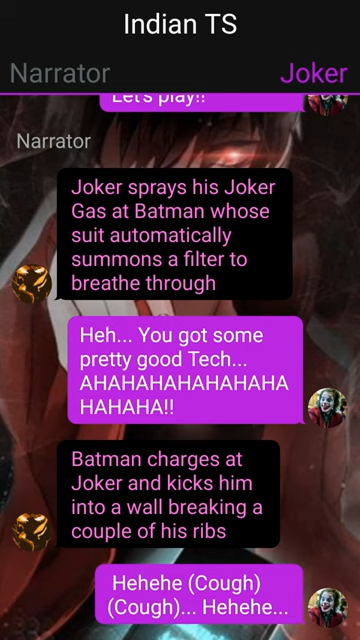 Indian TS
Narrator
Joker
Let's play!!
Narrator
Joker sprays his Joker
Gas at Batman whose
suit automatically
summons a filter to
breathe through
Heh... You got some
pretty good Tech...
AHAHAHAHAHAHAHA
HAHAHA!!
Batman charges at
Joker and kicks him
into a wall breaking a
couple of his ribs
Hehehe (Cough)
(Cough)... Hehehe...